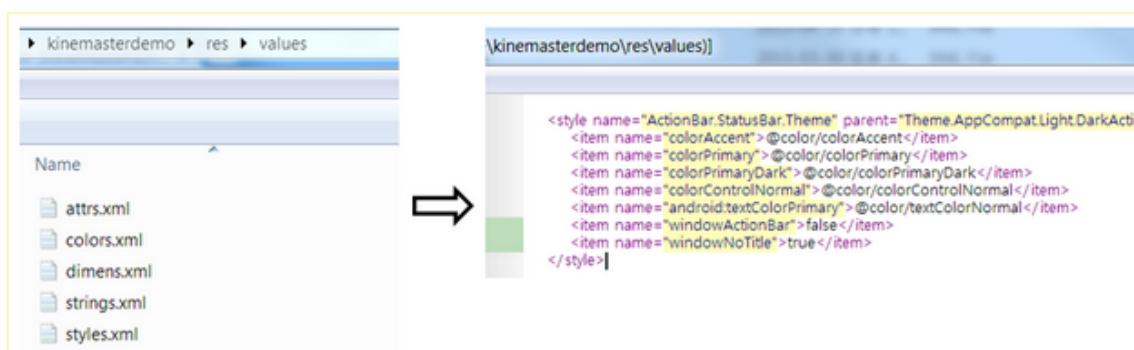 kinemasterdemo ▸ res ▸ values
Name
attrs.xml
colors.xml
dimens.xml
strings.xml
styles.xml
\kinemasterdemo\res\values)]
<style name="ActionBar.StatusBar.Theme" parent="Theme.AppCompat.Light.DarkActi
<item name="colorAccent">@color/colorAccent</item>
<item name="colorPrimary">@color/colorPrimary</item>
<item name="colorPrimaryDark">@color/colorPrimaryDark</item>
<item name="colorControlNormal">@color/colorControlNormal</item>
<item name="android:textColorPrimary">@color/textColorNormal</item>
<item name="windowActionBar">false</item>
<item name="windowNoTitle">true</item>
</style>